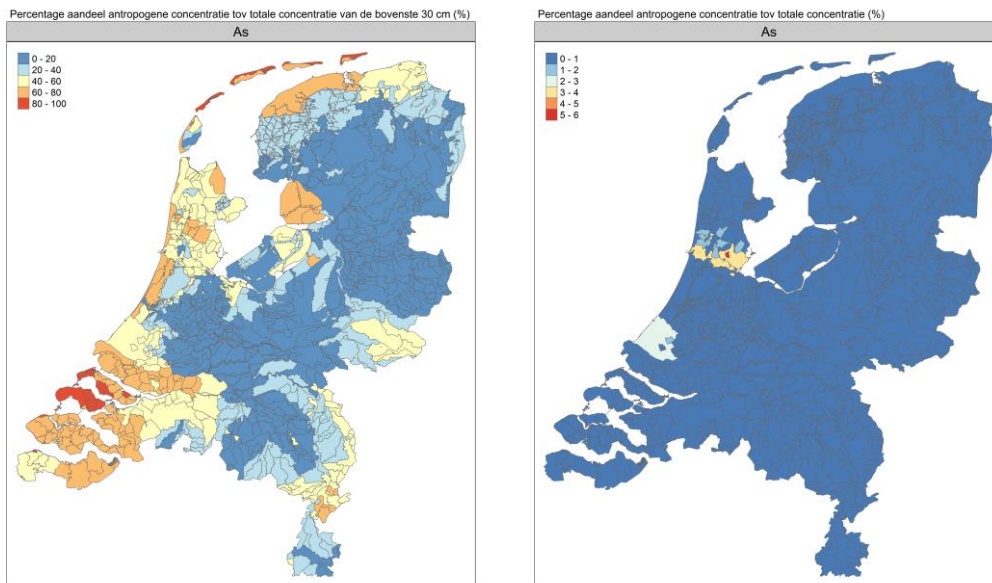 Percentage aandeel antropogene concentratie tov totale concentratie van de bovenste 30 cm (%)
As
0 - 20
20 - 40
40 - 60
60 - 80
80 - 100
Percentage aandeel antropogene concentratie tov totale concentratie (%)
As
0 - 1
1 - 2
2 - 3
3 - 4
4 - 5
5 - 6